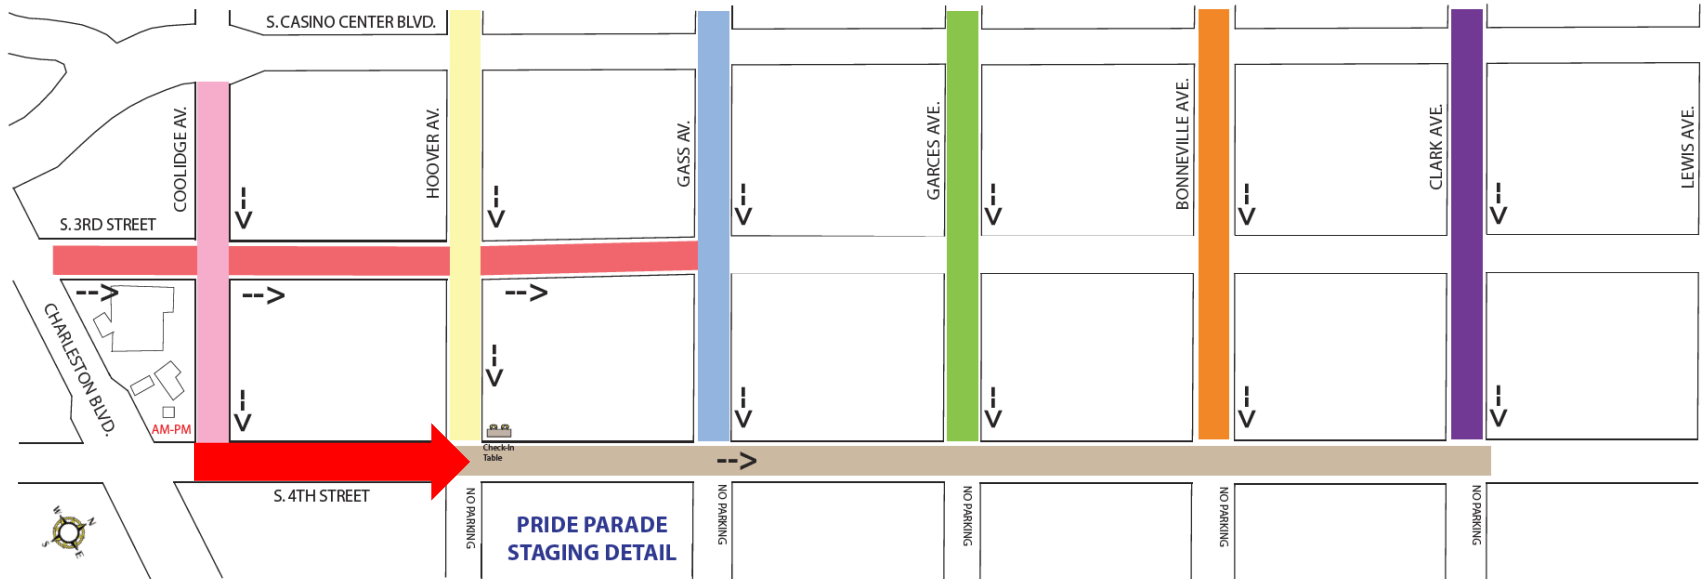 S. CASINO CENTER BLVD.
COOLIDGE AV.
HOOVER AV.
GASS AV.
GARCES AVE.
BONNEVILLE AVE.
CLARK AVE.
LEWIS AVE.
S. 3RD STREET
CHARLESTON BLVD.
AM-PM
Check-In
Table
S. 4TH STREET
NO PARKING
NO PARKING
NO PARKING
NO PARKING
NO PARKING
W
N
S
E
PRIDE PARADE
STAGING DETAIL